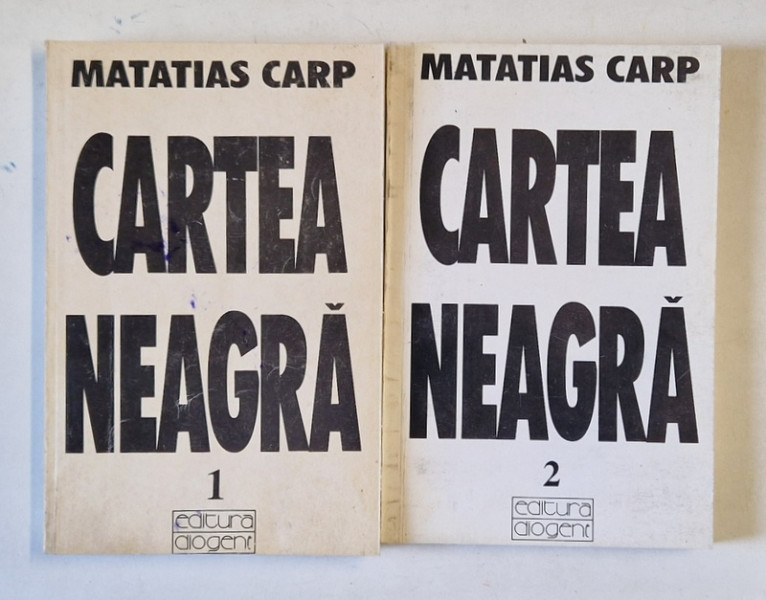 MATATIAS CARP
CARTEA
NEAGRĂ
1
editura
diogene
MATATIAS CARP
CARTEA
NEAGRĂ
2
editura
diogene